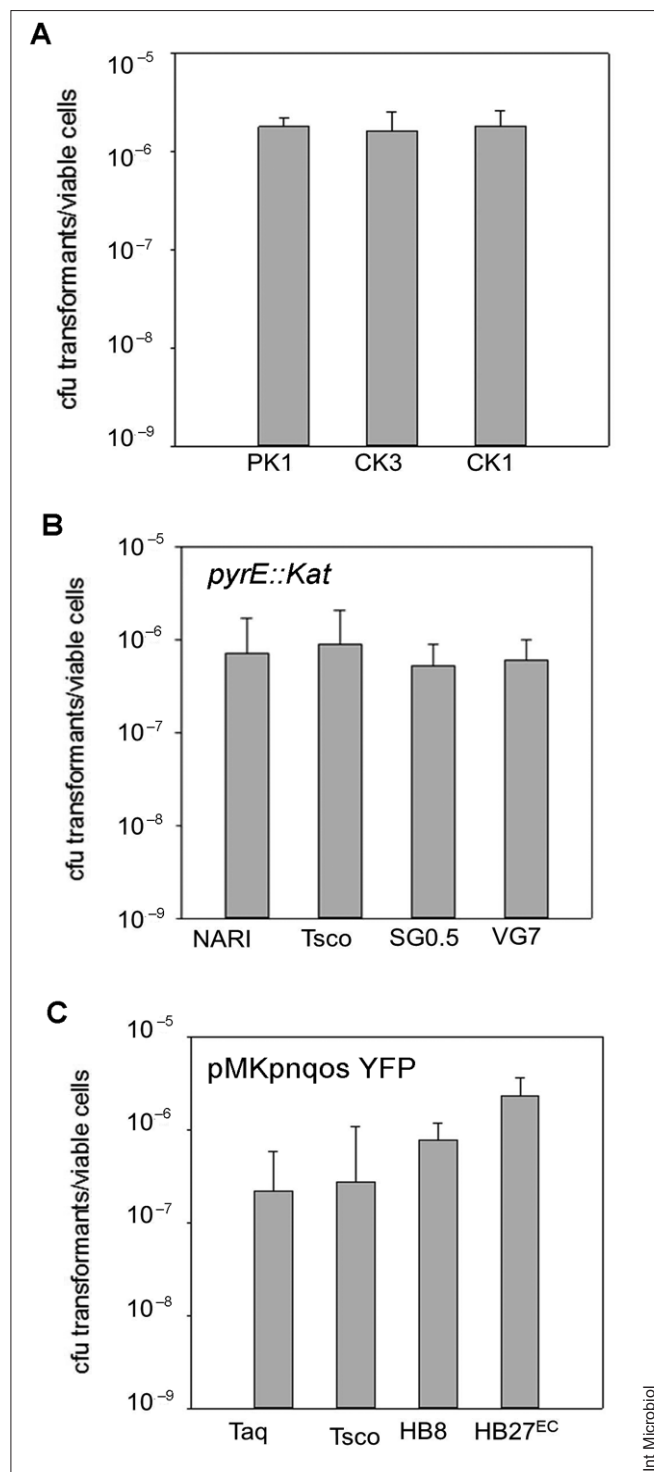 A
cfu transformants/viable cells
10⁻⁵
10⁻⁶
10⁻⁷
10⁻⁸
10⁻⁹
PK1 CK3 CK1
B
cfu transformants/viable cells
10⁻⁵
10⁻⁶
10⁻⁷
10⁻⁸
10⁻⁹
pyrE::Kat
NARI Tsco SG0.5 VG7
C
cfu transformants/viable cells
10⁻⁵
10⁻⁶
10⁻⁷
10⁻⁸
10⁻⁹
pMKpnqos YFP
Taq Tsco HB8 HB27ᴱᶜ
Int Microbiol